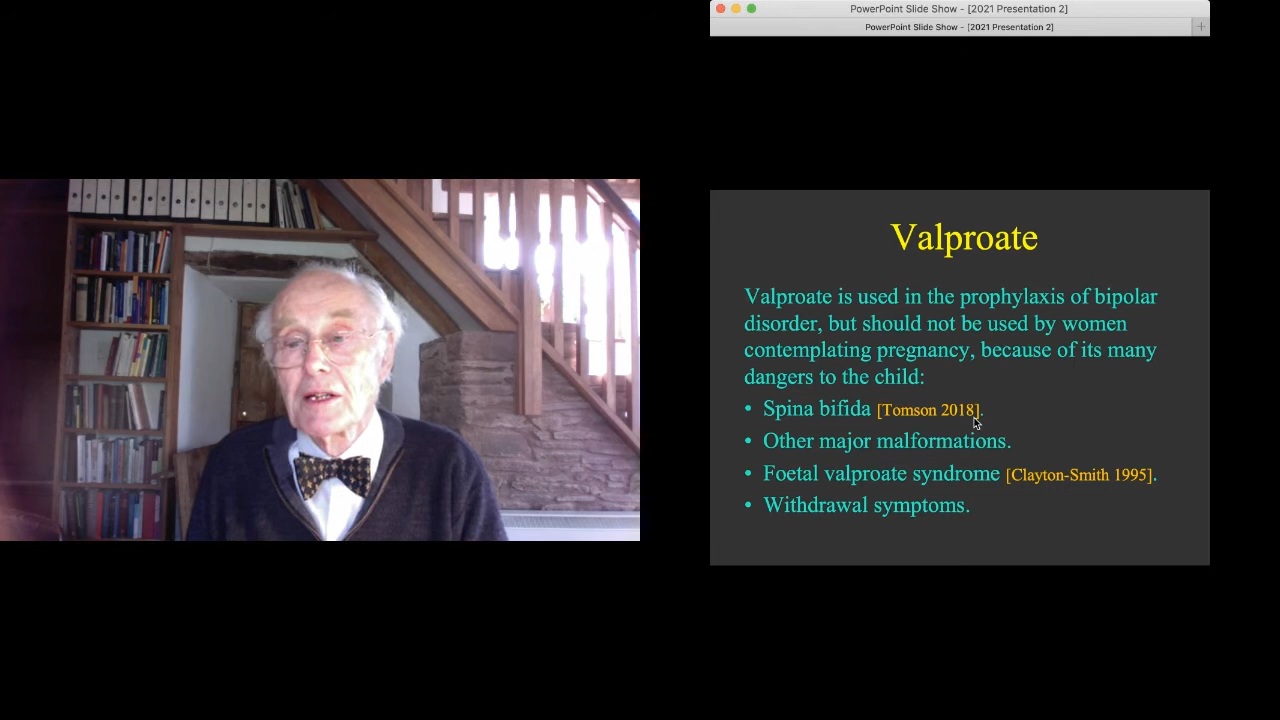 PowerPoint Slide Show - [2021 Presentation 2]
PowerPoint Slide Show - [2021 Presentation 2]
Valproate
Valproate is used in the prophylaxis of bipolar
disorder, but should not be used by women
contemplating pregnancy, because of its many
dangers to the child:
• Spina bifida [Tomson 2018].
• Other major malformations.
• Foetal valproate syndrome [Clayton-Smith 1995].
• Withdrawal symptoms.